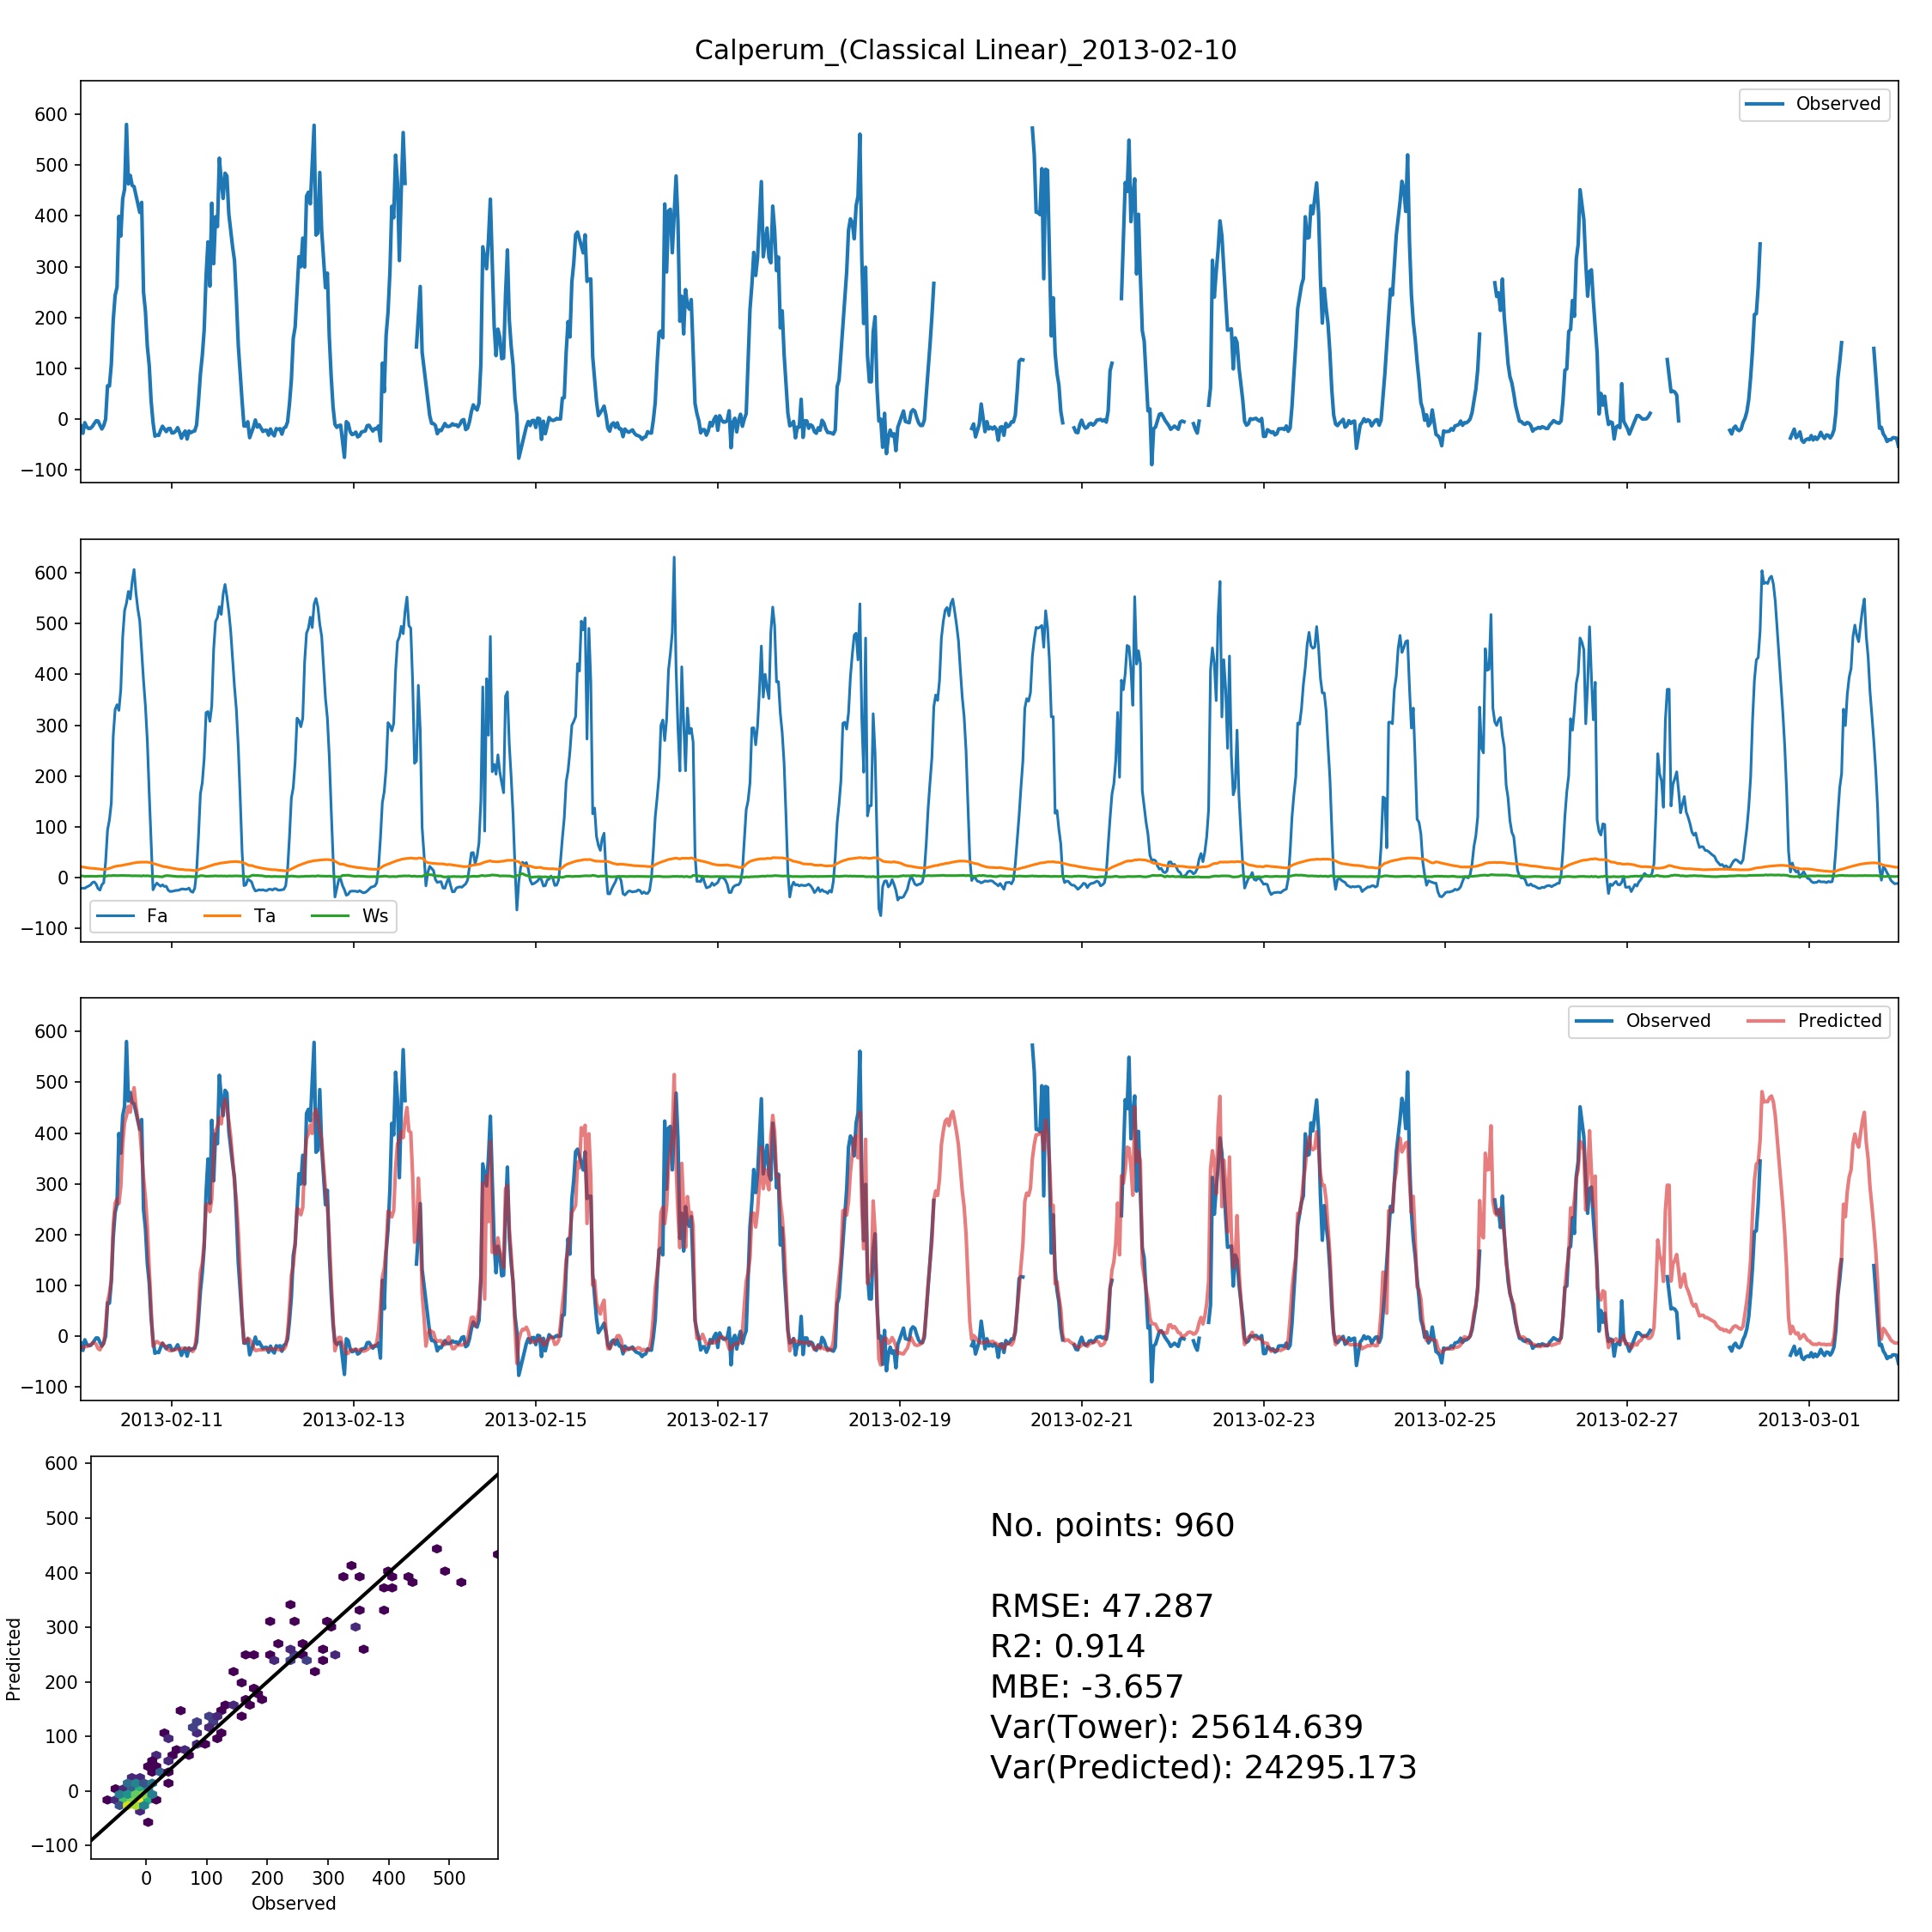 Calperum_(Classical Linear)_2013-02-10
600
500
400
300
200
100
0
−100
Observed
600
500
400
300
200
100
0
−100
Fa Ta Ws
600
500
400
300
200
100
0
−100
Observed Predicted
2013-02-11 2013-02-13 2013-02-15 2013-02-17 2013-02-19 2013-02-21 2013-02-23 2013-02-25 2013-02-27 2013-03-01
600
500
400
300
200
100
0
−100
Predicted
0 100 200 300 400 500
Observed
No. points: 960
RMSE: 47.287
R2: 0.914
MBE: -3.657
Var(Tower): 25614.639
Var(Predicted): 24295.173